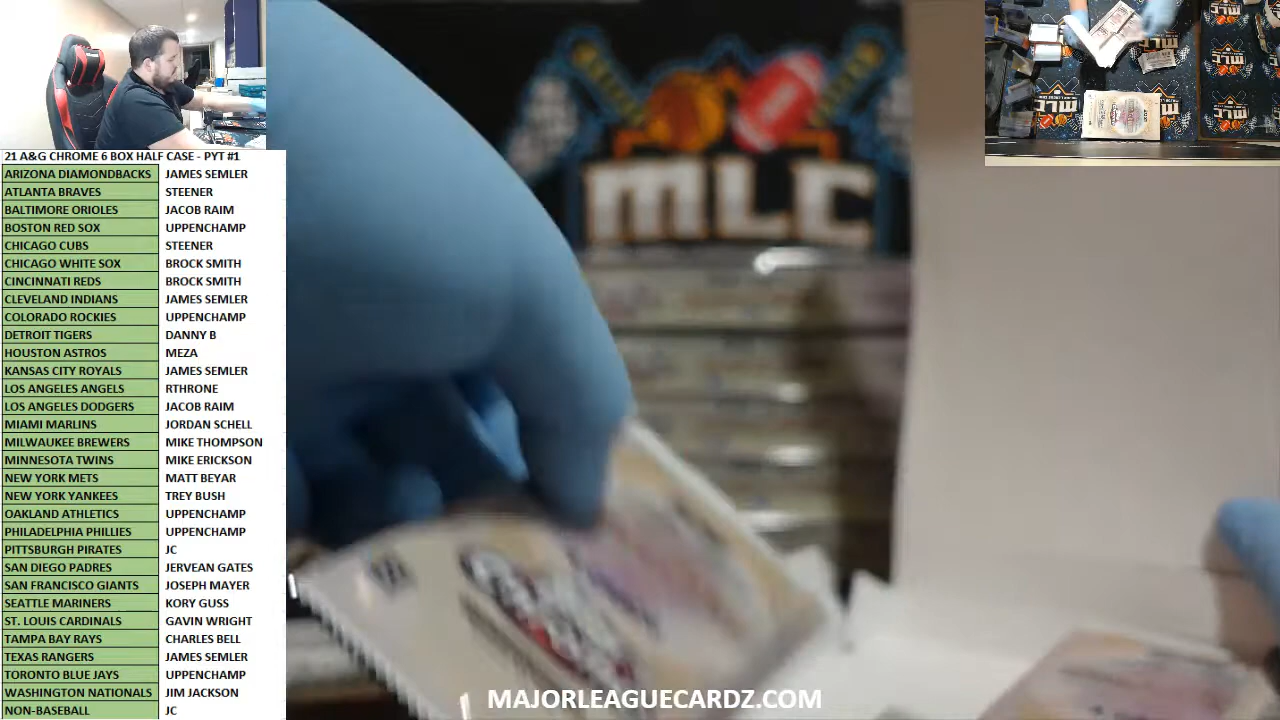 21 A&G CHROME 6 BOX HALF CASE - PYT #1
ARIZONA DIAMONDBACKS JAMES SEMLER
ATLANTA BRAVES STEENER
BALTIMORE ORIOLES JACOB RAIM
BOSTON RED SOX UPPENCHAMP
CHICAGO CUBS STEENER
CHICAGO WHITE SOX BROCK SMITH
CINCINNATI REDS BROCK SMITH
CLEVELAND INDIANS JAMES SEMLER
COLORADO ROCKIES UPPENCHAMP
DETROIT TIGERS DANNY B
HOUSTON ASTROS MEZA
KANSAS CITY ROYALS JAMES SEMLER
LOS ANGELES ANGELS RTHRONE
LOS ANGELES DODGERS JACOB RAIM
MIAMI MARLINS JORDAN SCHELL
MILWAUKEE BREWERS MIKE THOMPSON
MINNESOTA TWINS MIKE ERICKSON
NEW YORK METS MATT BEYAR
NEW YORK YANKEES TREY BUSH
OAKLAND ATHLETICS UPPENCHAMP
PHILADELPHIA PHILLIES UPPENCHAMP
PITTSBURGH PIRATES JC
SAN DIEGO PADRES JERVEAN GATES
SAN FRANCISCO GIANTS JOSEPH MAYER
SEATTLE MARINERS KORY GUSS
ST. LOUIS CARDINALS GAVIN WRIGHT
TAMPA BAY RAYS CHARLES BELL
TEXAS RANGERS JAMES SEMLER
TORONTO BLUE JAYS UPPENCHAMP
WASHINGTON NATIONALS JIM JACKSON
NON-BASEBALL JC
MLC
MAJORLEAGUECARDZ.COM
MLC
MLC
MLC